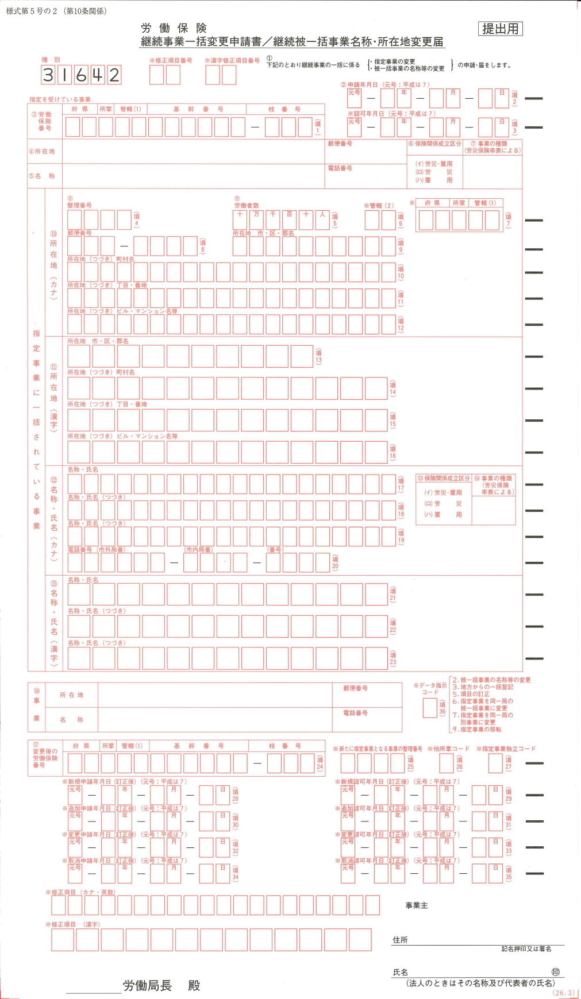 様式第5号の2（第10条関係）
労働保険
継続事業一括変更申請書／継続被一括事業名称・所在地変更届
提出用
種別
31642
※修正項目番号
※漢字修正項目番号
①
下記のとおり継続事業の一括に係る
・指定事業の変更
・被一括事業の名称等の変更
の申請・届をします。
②申請年月日（元号：平成は7）
元号 － 年 － 月 － 日（項2）
※認可年月日（元号：平成は7）
元号 － 年 － 月 － 日（項3）
指定を受けている事業
③労働保険番号
府県 所掌 管轄(1) 基幹番号 枝番号
－（項1）
④所在地
郵便番号
⑤名称
電話番号
⑥保険関係成立区分
(イ)労災・雇用
(ロ)労災
(ハ)雇用
⑦事業の種類
（労災保険率表による）
指定事業に一括されている事業
⑧
整理番号
（項4）
⑨
労働者数
十 万 千 百 十 人（項5）
※管轄（2）
（項6）
※ 府県 所掌 管轄(1)
（項7）
⑩所在地〈カナ〉
郵便番号
－（項8）
所在地 市・区・郡名
（項9）
所在地（つづき）町村名
（項10）
所在地（つづき）丁目・番地
（項11）
所在地（つづき）ビル・マンション名等
（項12）
⑪所在地〈漢字〉
所在地 市・区・郡名
（項13）
所在地（つづき）町村名
（項14）
所在地（つづき）丁目・番地
（項15）
所在地（つづき）ビル・マンション名等
（項16）
⑫名称・氏名〈カナ〉
名称・氏名
（項17）
名称・氏名（つづき）
（項18）
名称・氏名（つづき）
（項19）
電話番号（市外局番） （市内局番） （番号）
－ －（項20）
⑬保険関係成立区分
(イ)労災・雇用
(ロ)労災
(ハ)雇用
⑭事業の種類
（労災保険
率表による）
⑮名称・氏名〈漢字〉
名称・氏名
（項21）
名称・氏名（つづき）
（項22）
名称・氏名（つづき）
（項23）
⑯事業
所在地
郵便番号
名称
電話番号
※データ指示コード
（項36）
2.被一括事業の名称等の変更
3.地方からの一括登記
5.項目の訂正
6.指定事業を同一局の
被一括事業に変更
7.指定事業を同一局の
別事業に変更
9.指定事業の移転
⑰
変更後の労働保険番号
府県 所掌 管轄(1) 基幹番号 枝番号
－（項24）
※新たに指定事業となる事業の整理番号
（項25）
※他所掌コード
（項26）
※指定事業独立コード
（項27）
※新規申請年月日（訂正後）（元号：平成は7）
元号 － 年 － 月 － 日（項28）
※新規認可年月日（訂正後）（元号：平成は7）
元号 － 年 － 月 － 日（項29）
※追加申請年月日（訂正後）（元号：平成は7）
元号 － 年 － 月 － 日（項30）
※追加認可年月日（訂正後）（元号：平成は7）
元号 － 年 － 月 － 日（項31）
※変更申請年月日（訂正後）（元号：平成は7）
元号 － 年 － 月 － 日（項32）
※変更認可年月日（訂正後）（元号：平成は7）
元号 － 年 － 月 － 日（項33）
※取消申請年月日（訂正後）（元号：平成は7）
元号 － 年 － 月 － 日（項34）
※取消認可年月日（訂正後）（元号：平成は7）
元号 － 年 － 月 － 日（項35）
※修正項目（カナ・英数）
※修正項目（漢字）
事業主
住所
記名押印又は署名
氏名 ㊞
（法人のときはその名称及び代表者の氏名）
労働局長 殿
(26.3)